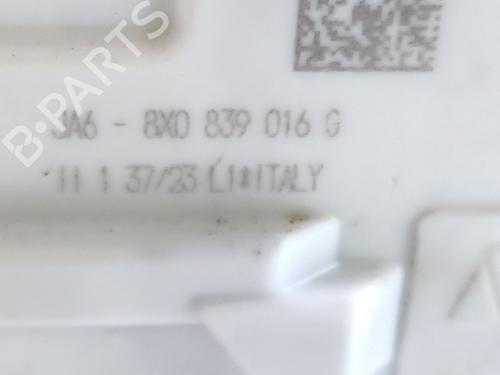 B-PARTS
3A6 - 8X0 839 016 G
11 1 37/23 L1*ITALY